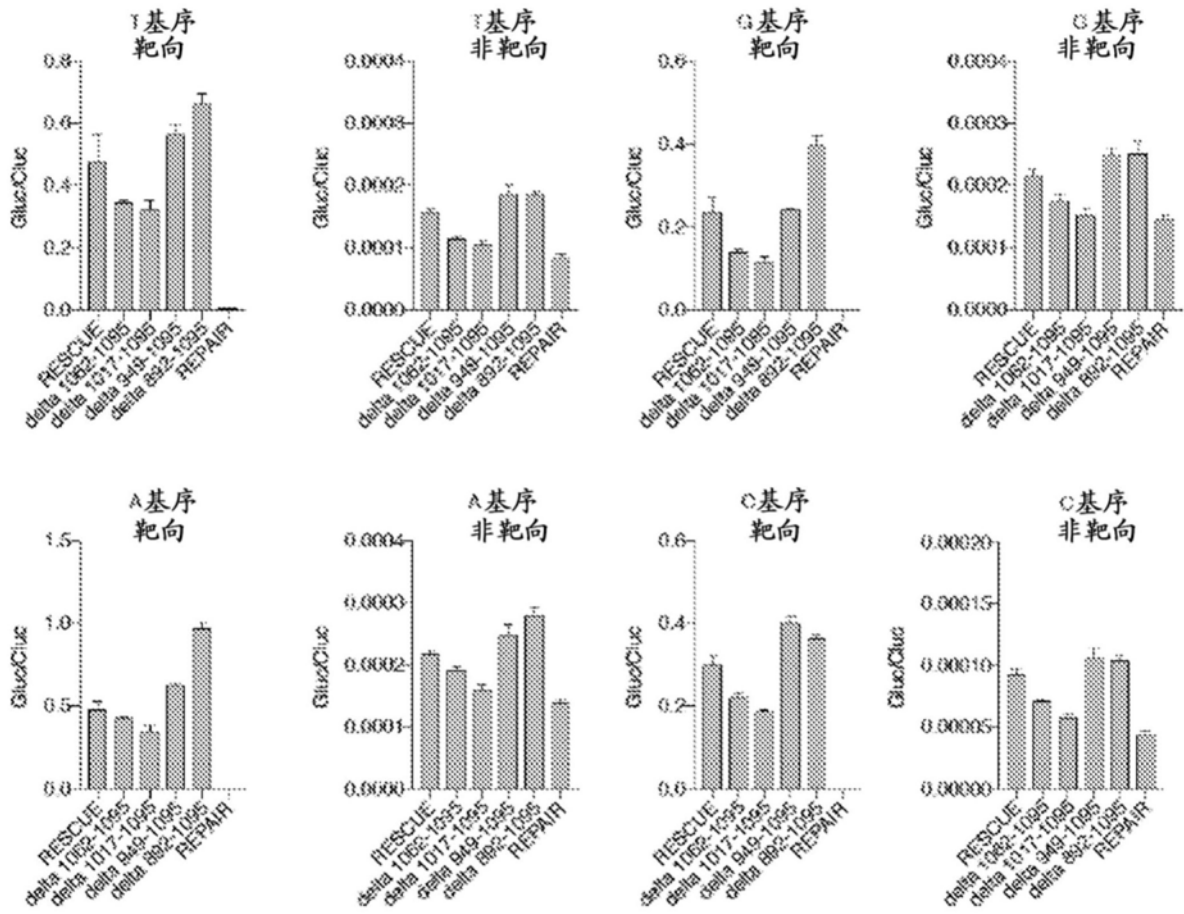 T基序
靶向
0.8
0.6
0.4
0.2
0.0
Gluc/Cluc
RESCUE
delta 1062-1095
delta 1017-1095
delta 949-1095
delta 892-1095
REPAIR
T基序
非靶向
0.0004
0.0003
0.0002
0.0001
0.0000
Gluc/Cluc
RESCUE
delta 1062-1095
delta 1017-1095
delta 949-1095
delta 892-1095
REPAIR
G基序
靶向
0.6
0.4
0.2
0.0
Gluc/Cluc
RESCUE
delta 1062-1095
delta 1017-1095
delta 949-1095
delta 892-1095
REPAIR
G基序
非靶向
0.0004
0.0003
0.0002
0.0001
0.0000
Gluc/Cluc
RESCUE
delta 1062-1095
delta 1017-1095
delta 949-1095
delta 892-1095
REPAIR
A基序
靶向
1.5
1.0
0.5
0.0
Gluc/Cluc
RESCUE
delta 1062-1095
delta 1017-1095
delta 949-1095
delta 892-1095
REPAIR
A基序
非靶向
0.0004
0.0003
0.0002
0.0001
0.0000
Gluc/Cluc
RESCUE
delta 1062-1095
delta 1017-1095
delta 949-1095
delta 892-1095
REPAIR
C基序
靶向
0.6
0.4
0.2
0.0
Gluc/Cluc
RESCUE
delta 1062-1095
delta 1017-1095
delta 949-1095
delta 892-1095
REPAIR
C基序
非靶向
0.00020
0.00015
0.00010
0.00005
0.00000
Gluc/Cluc
RESCUE
delta 1062-1095
delta 1017-1095
delta 949-1095
delta 892-1095
REPAIR